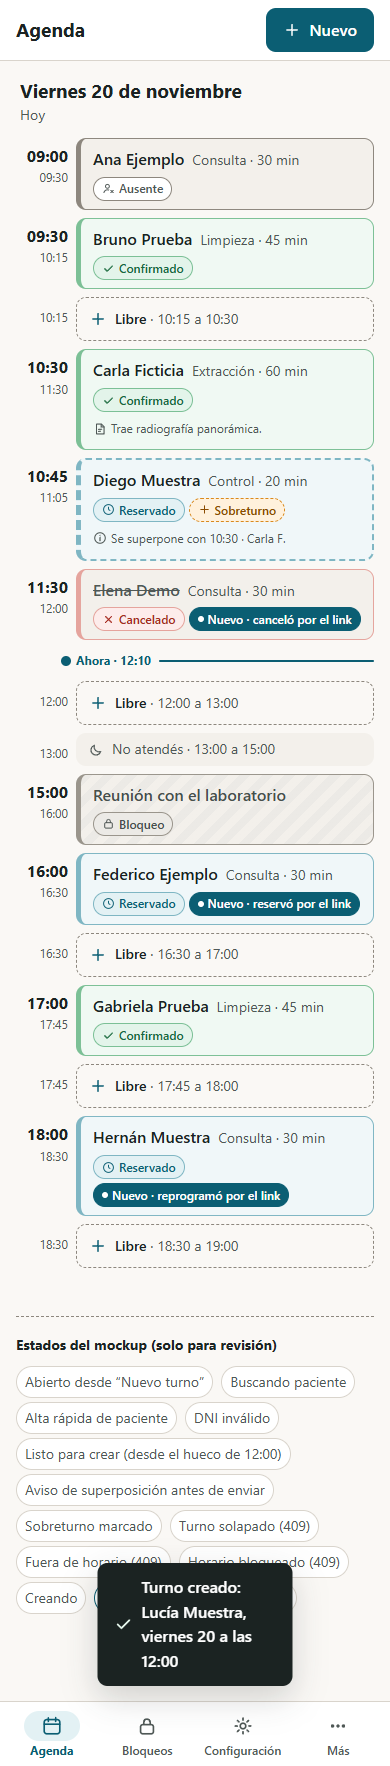 Agenda
+ Nuevo
Viernes 20 de noviembre
Hoy
09:00
09:30
Ana Ejemplo Consulta · 30 min
Ausente
09:30
10:15
Bruno Prueba Limpieza · 45 min
Confirmado
10:15
Libre · 10:15 a 10:30
10:30
11:30
Carla Ficticia Extracción · 60 min
Confirmado
Trae radiografía panorámica.
10:45
11:05
Diego Muestra Control · 20 min
Reservado
Sobreturno
Se superpone con 10:30 · Carla F.
11:30
12:00
Elena Demo Consulta · 30 min
Cancelado
Nuevo · canceló por el link
Ahora · 12:10
12:00
Libre · 12:00 a 13:00
13:00
No atendés · 13:00 a 15:00
15:00
16:00
Reunión con el laboratorio
Bloqueo
16:00
16:30
Federico Ejemplo Consulta · 30 min
Reservado
Nuevo · reservó por el link
16:30
Libre · 16:30 a 17:00
17:00
17:45
Gabriela Prueba Limpieza · 45 min
Confirmado
17:45
Libre · 17:45 a 18:00
18:00
18:30
Hernán Muestra Consulta · 30 min
Reservado
Nuevo · reprogramó por el link
18:30
Libre · 18:30 a 19:00
Estados del mockup (solo para revisión)
Abierto desde “Nuevo turno”
Buscando paciente
Alta rápida de paciente
DNI inválido
Listo para crear (desde el hueco de 12:00)
Aviso de superposición antes de enviar
Sobreturno marcado
Turno solapado (409)
Fuera de horario (409)
Horario bloqueado (409)
Creando
Turno creado:
Lucía Muestra,
viernes 20 a las
12:00
Agenda
Bloqueos
Configuración
Más